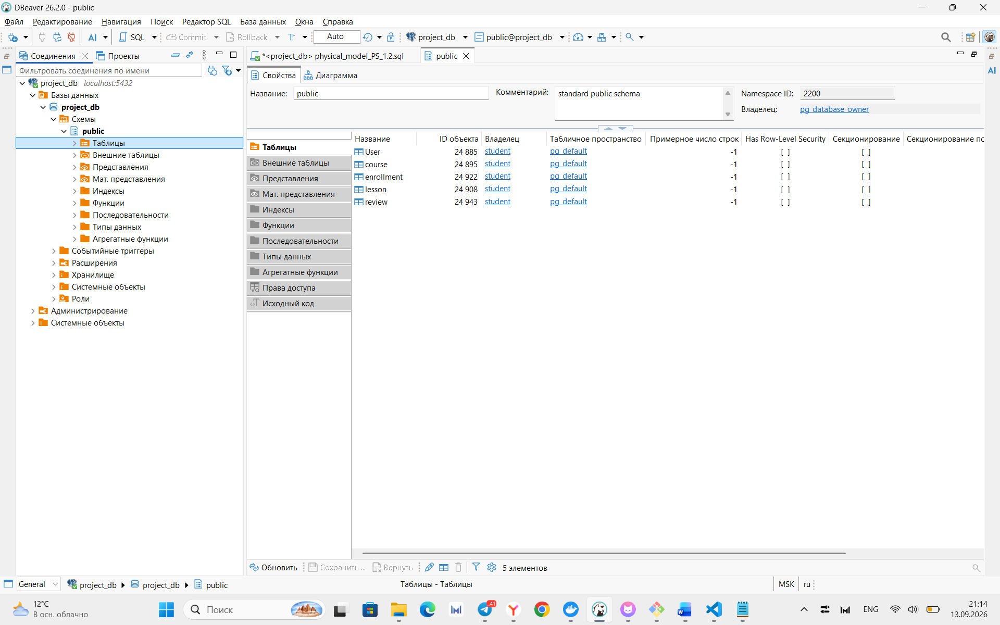 DBeaver 26.2.0 - public
Файл Редактирование Навигация Поиск Редактор SQL База данных Окна Справка
AI SQL Commit Rollback Auto project_db public@project_db
Соединения Проекты
*<project_db> physical_model_PS_1.2.sql public
Фильтровать соединения по имени
AI
project_db localhost:5432
Базы данных
project_db
Схемы
public
Таблицы
Внешние таблицы
Представления
Мат. представления
Индексы
Функции
Последовательности
Типы данных
Агрегатные функции
Событийные триггеры
Расширения
Хранилище
Системные объекты
Роли
Администрирование
Системные объекты
Свойства Диаграмма
Название: public Комментарий: standard public schema Namespace ID: 2200
Владелец: pg_database_owner
Таблицы
Внешние таблицы
Представления
Мат. представления
Индексы
Функции
Последовательности
Типы данных
Агрегатные функции
Права доступа
Исходный код
Название ID объекта Владелец Табличное пространство Примерное число строк Has Row-Level Security Секционирование Секционирование по
User 24 885 student pg_default -1 [ ] [ ]
course 24 895 student pg_default -1 [ ] [ ]
enrollment 24 922 student pg_default -1 [ ] [ ]
lesson 24 908 student pg_default -1 [ ] [ ]
review 24 943 student pg_default -1 [ ] [ ]
Обновить Сохранить ... Вернуть 5 элементов
General project_db project_db public Таблицы - Таблицы MSK ru
12°C
В осн. облачно
Поиск
..41
ENG
21:14
13.09.2026